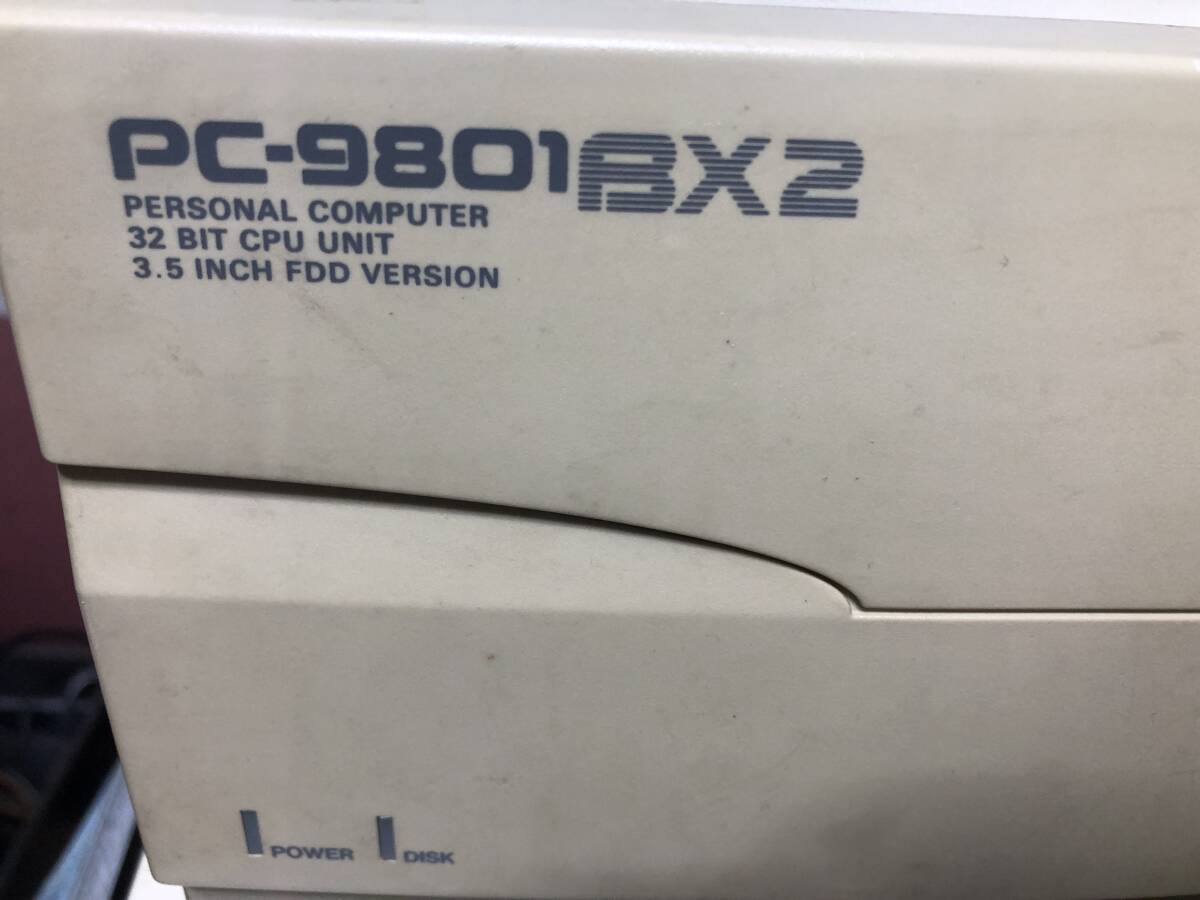 PC-9801BX2
PERSONAL COMPUTER
32 BIT CPU UNIT
3.5 INCH FDD VERSION
POWER DISK